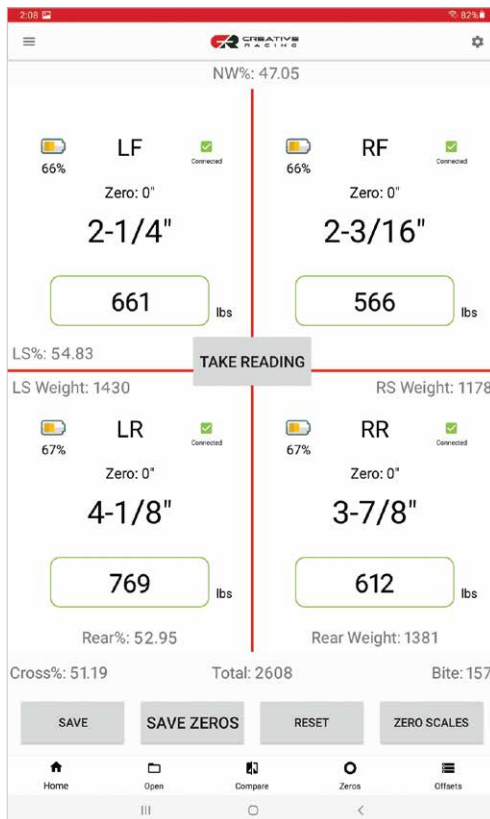 2:08 82%
CREATIVE
RACING
NW%: 47.05
LF Connected RF Connected
66% 66%
Zero: 0" Zero: 0"
2-1/4" 2-3/16"
661 lbs 566 lbs
LS%: 54.83
TAKE READING
LS Weight: 1430 RS Weight: 1178
LR Connected RR Connected
67% 67%
Zero: 0" Zero: 0"
4-1/8" 3-7/8"
769 lbs 612 lbs
Rear%: 52.95 Rear Weight: 1381
Cross%: 51.19 Total: 2608 Bite: 157
SAVE SAVE ZEROS RESET ZERO SCALES
Home Open Compare Zeros Offsets